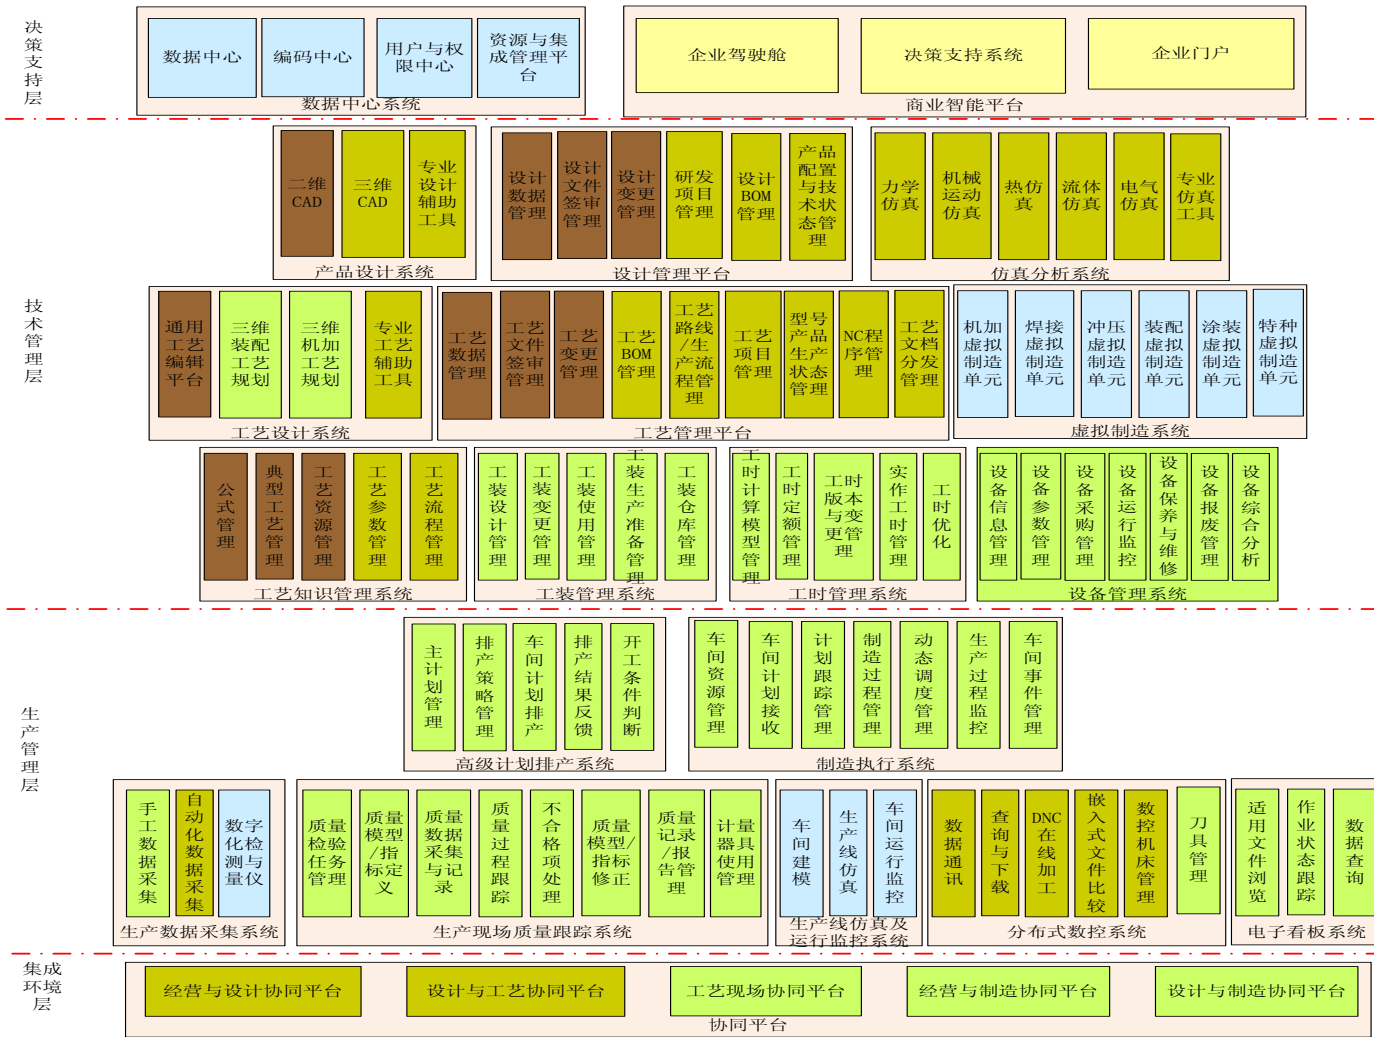 决策支持层
数据中心
编码中心
用户与权限中心
资源与集成管理平台
数据中心系统
企业驾驶舱
决策支持系统
企业门户
商业智能平台
技术管理层
二维CAD
三维CAD
专业设计辅助工具
产品设计系统
设计数据管理
设计文件签审管理
设计变更管理
研发项目管理
设计BOM管理
产品配置与技术状态管理
设计管理平台
力学仿真
机械运动仿真
热仿真
流体仿真
电气仿真
专业仿真工具
仿真分析系统
通用工艺编辑平台
三维装配工艺规划
三维机加工艺规划
专业工艺辅助工具
工艺设计系统
工艺数据管理
工艺文件签审管理
工艺变更管理
工艺BOM管理
工艺路线/生产流程管理
工艺项目管理
型号产品生产状态管理
NC程序管理
工艺文档分发管理
工艺管理平台
机加虚拟制造单元
焊接虚拟制造单元
冲压虚拟制造单元
装配虚拟制造单元
涂装虚拟制造单元
特种虚拟制造单元
虚拟制造系统
公式管理
典型工艺管理
工艺资源管理
工艺参数管理
工艺流程管理
工艺知识管理系统
工装设计管理
工装变更管理
工装使用管理
工装生产准备管理
工装仓库管理
工装管理系统
工时计算模型管理
工时定额管理
工时版本与变更管理
实作工时管理
工时优化
工时管理系统
设备信息管理
设备参数管理
设备采购管理
设备运行监控
设备保养与维修
设备报废管理
设备综合分析
设备管理系统
生产管理层
主计划管理
排产策略管理
车间计划排产
排产结果反馈
开工条件判断
高级计划排产系统
车间资源管理
车间计划接收
计划跟踪管理
制造过程管理
动态调度管理
生产过程监控
车间事件管理
制造执行系统
手工数据采集
自动化数据采集
数字化检测与量仪
生产数据采集系统
质量检验任务管理
质量模型/指标定义
质量数据采集与记录
质量过程跟踪
不合格项处理
质量模型/指标修正
质量记录/报告管理
计量器具使用管理
生产现场质量跟踪系统
车间建模
生产线仿真
车间运行监控
生产线仿真及
运行监控系统
数据通讯
查询与下载
DNC在线加工
嵌入式文件比较
数控机床管理
刀具管理
分布式数控系统
适用文件浏览
作业状态跟踪
数据查询
电子看板系统
集成环境层
经营与设计协同平台
设计与工艺协同平台
工艺现场协同平台
经营与制造协同平台
设计与制造协同平台
协同平台